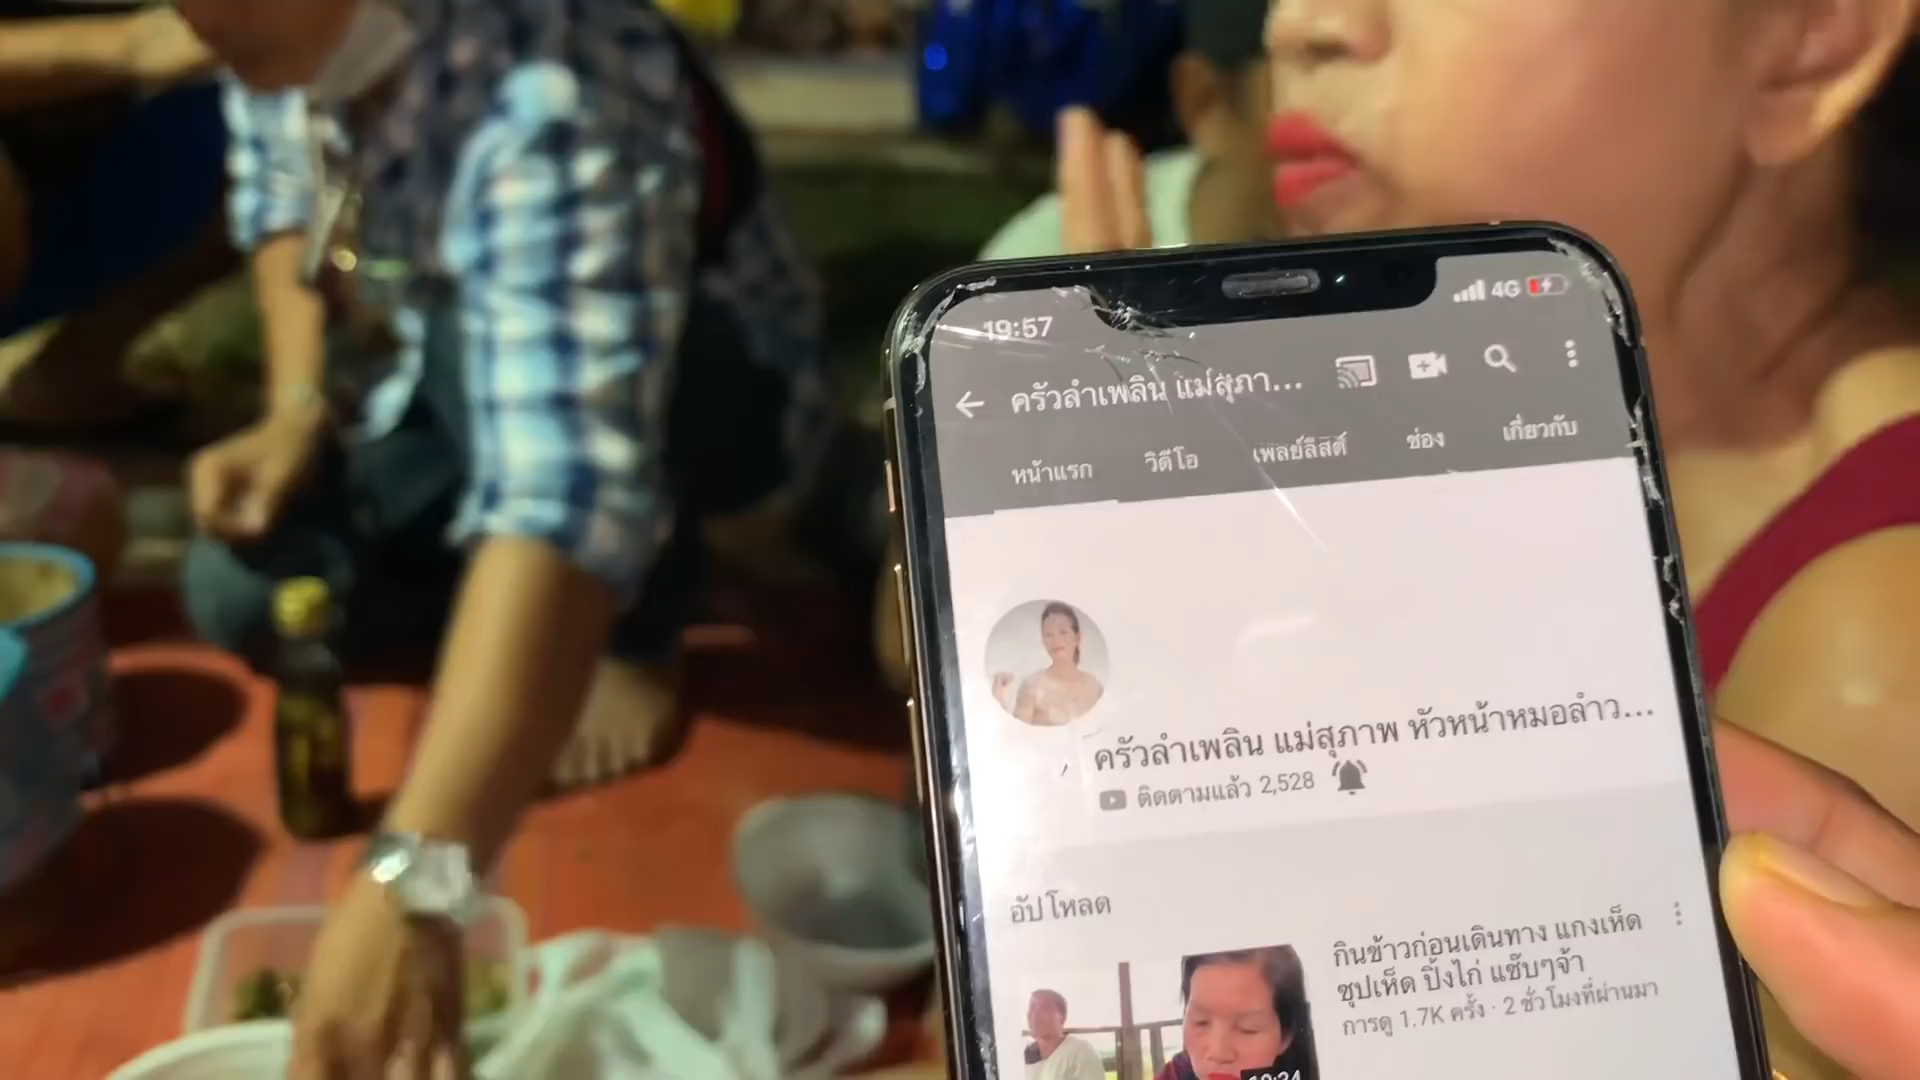 19:57
4G
ครัวลำเพลิน แม่สุภา...
หน้าแรก วิดีโอ เพลย์ลิสต์ ช่อง เกี่ยวกับ
ครัวลำเพลิน แม่สุภาพ หัวหน้าหมอลำว...
ติดตามแล้ว 2,528
อัปโหลด
กินข้าวก่อนเดินทาง แกงเห็ด
ซุปเห็ด ปิ้งไก่ แซ๊บๆจ้า
การดู 1.7K ครั้ง · 2 ชั่วโมงที่ผ่านมา